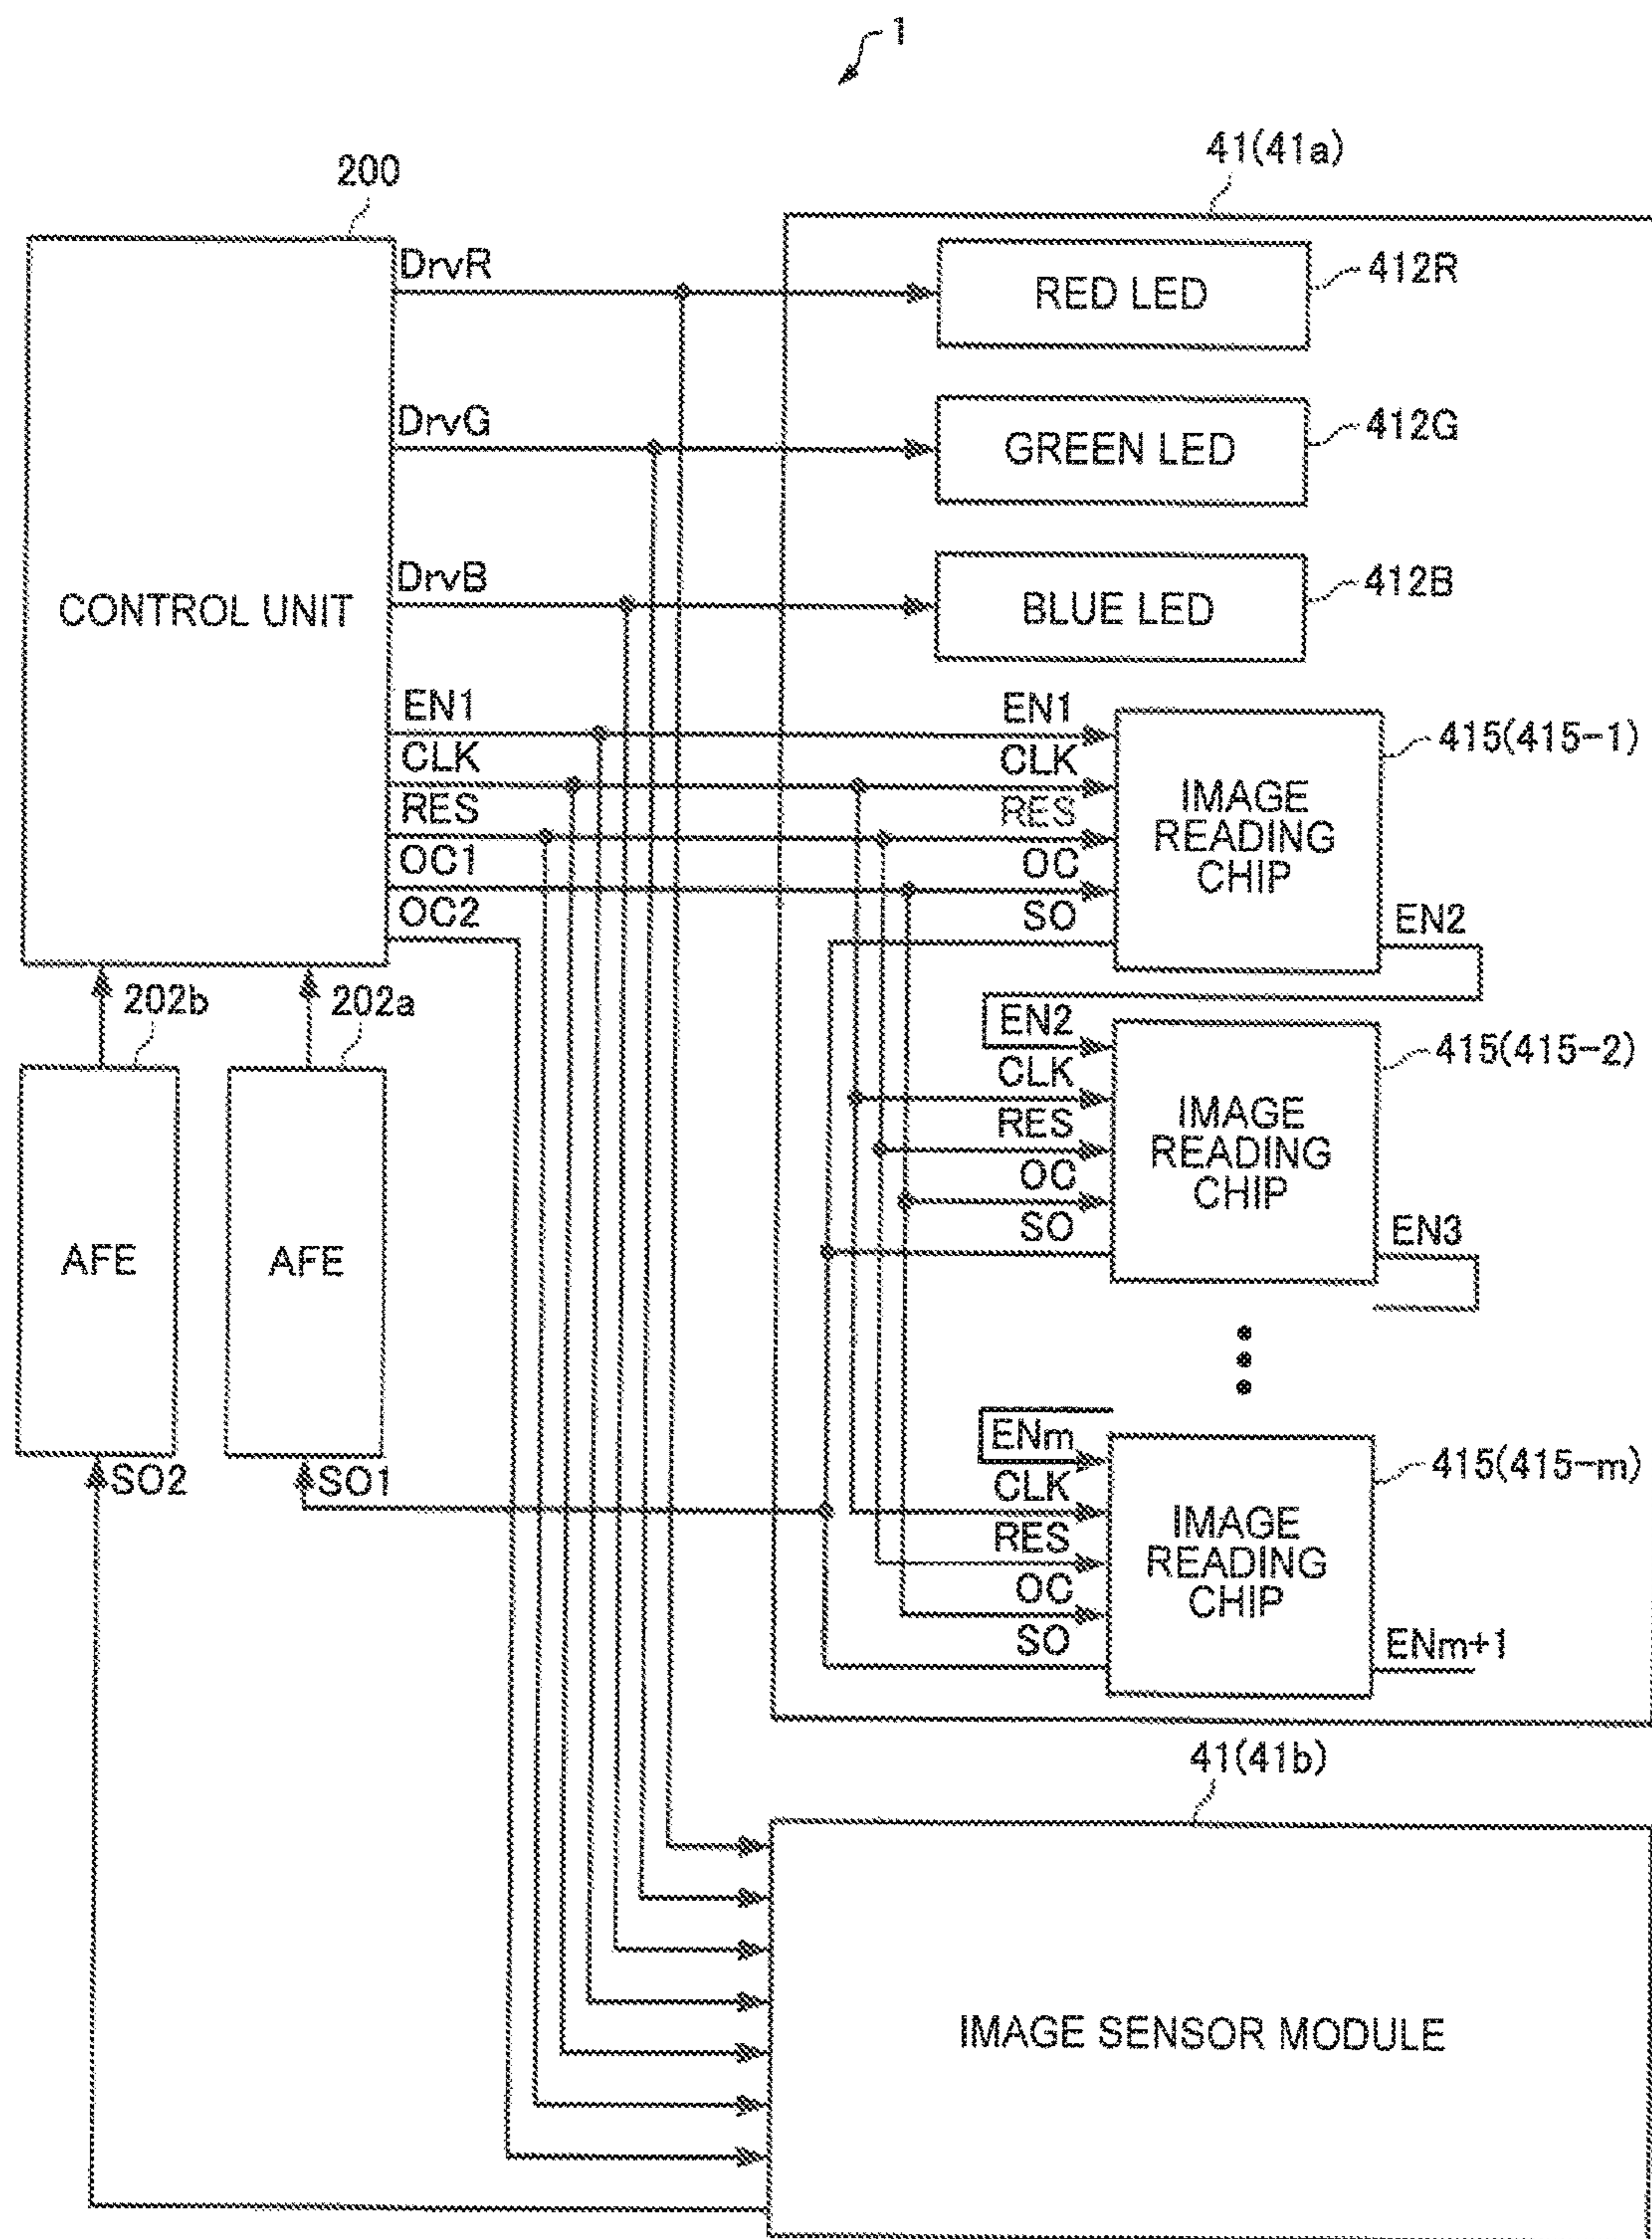 1
41(41a)
200
DrvR
RED LED
412R
DrvG
GREEN LED
412G
DrvB
CONTROL UNIT
BLUE LED
412B
EN1
EN1
415(415-1)
CLK
CLK
IMAGE
READING
CHIP
RES
RES
OC1
OC
OC2
SO
EN2
202b
202a
EN2
415(415-2)
CLK
IMAGE
READING
CHIP
RES
OC
SO
EN3
AFE
AFE
ENm
415(415-m)
SO2
SO1
CLK
IMAGE
READING
CHIP
RES
OC
SO
ENm+1
41(41b)
IMAGE SENSOR MODULE